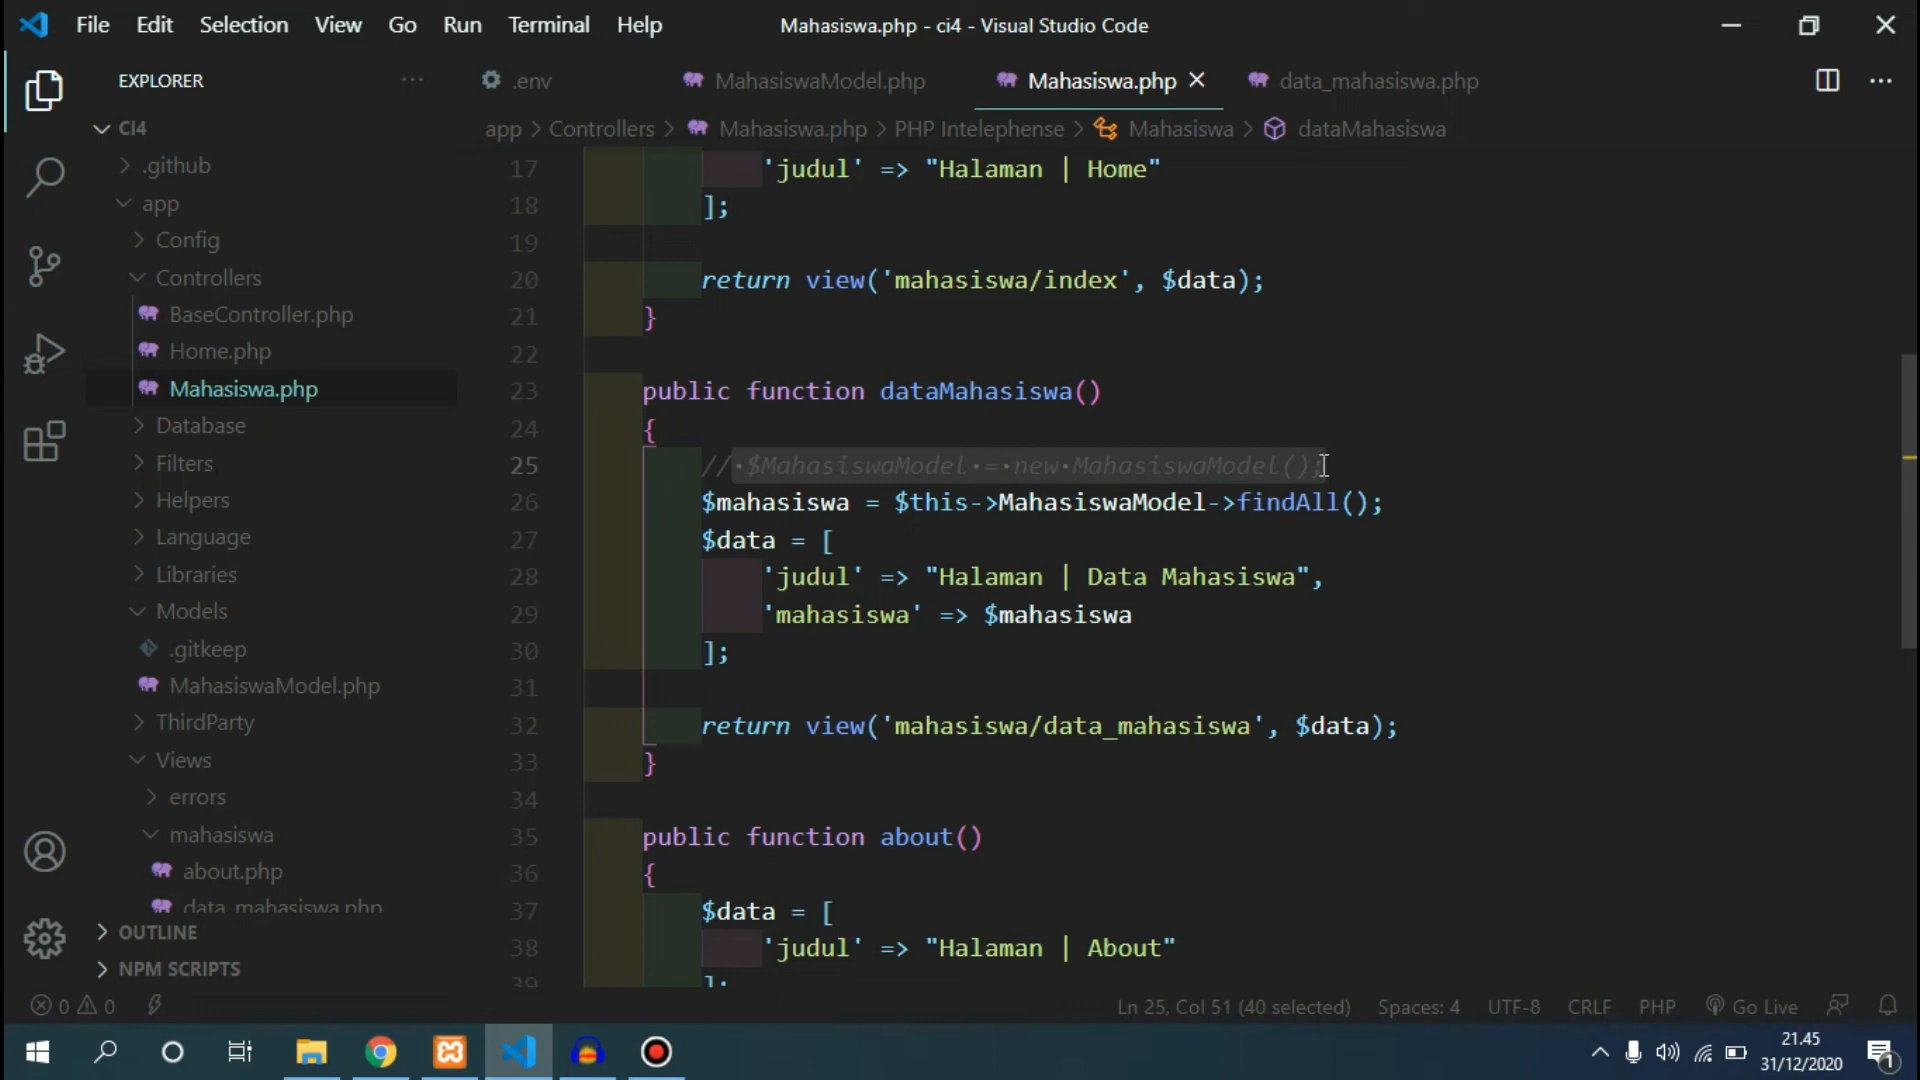 File Edit Selection View Go Run Terminal Help Mahasiswa.php - ci4 - Visual Studio Code
EXPLORER
.env MahasiswaModel.php Mahasiswa.php data_mahasiswa.php
app > Controllers > Mahasiswa.php > PHP Intelephense > Mahasiswa > dataMahasiswa
CI4
.github
app
Config
Controllers
BaseController.php
Home.php
Mahasiswa.php
Database
Filters
Helpers
Language
Libraries
Models
.gitkeep
MahasiswaModel.php
ThirdParty
Views
errors
mahasiswa
about.php
data_mahasiswa.php
OUTLINE
NPM SCRIPTS
17 'judul' => "Halaman | Home"
18 ];
19
20 return view('mahasiswa/index', $data);
21 }
22
23 public function dataMahasiswa()
24 {
25 // $MahasiswaModel = new MahasiswaModel();
26 $mahasiswa = $this->MahasiswaModel->findAll();
27 $data = [
28 'judul' => "Halaman | Data Mahasiswa",
29 'mahasiswa' => $mahasiswa
30 ];
31
32 return view('mahasiswa/data_mahasiswa', $data);
33 }
34
35 public function about()
36 {
37 $data = [
38 'judul' => "Halaman | About"
39 ];
0 0 Ln 25, Col 51 (40 selected) Spaces: 4 UTF-8 CRLF PHP Go Live
21.45
31/12/2020
1